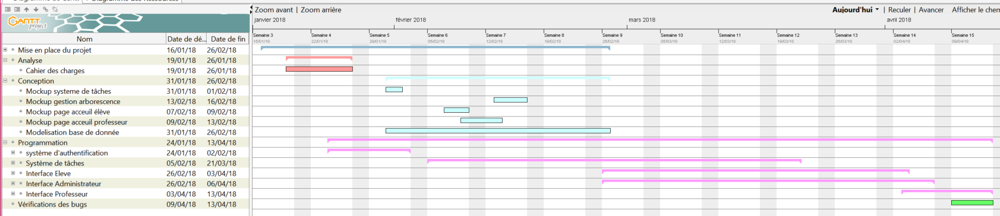 Diagramme des Ressources
Zoom avant | Zoom arrière
Aujourd'hui | Reculer | Avancer Afficher le chem
GANTT project
janvier 2018 février 2018 mars 2018 avril 2018
Nom Date de dé... Date de fin
Semaine 3 Semaine 4 Semaine 5 Semaine 6 Semaine 7 Semaine 8 Semaine 9 Semaine 10 Semaine 11 Semaine 12 Semaine 13 Semaine 14 Semaine 15
15/01/18 22/01/18 29/01/18 05/02/18 12/02/18 19/02/18 26/02/18 05/03/18 12/03/18 19/03/18 26/03/18 02/04/18 09/04/18
Mise en place du projet 16/01/18 26/02/18
Analyse 19/01/18 26/01/18
Cahier des charges 19/01/18 26/01/18
Conception 31/01/18 26/02/18
Mockup systeme de tâches 31/01/18 01/02/18
Mockup gestion arborescence 13/02/18 16/02/18
Mockup page acceuil élève 07/02/18 09/02/18
Mockup page acceuil professeur 09/02/18 13/02/18
Modelisation base de donnée 31/01/18 26/02/18
Programmation 24/01/18 13/04/18
système d'authentification 24/01/18 02/02/18
Système de tâches 05/02/18 21/03/18
Interface Eleve 26/02/18 03/04/18
Interface Administrateur 26/02/18 06/04/18
Interface Professeur 03/04/18 13/04/18
Vérifications des bugs 09/04/18 13/04/18